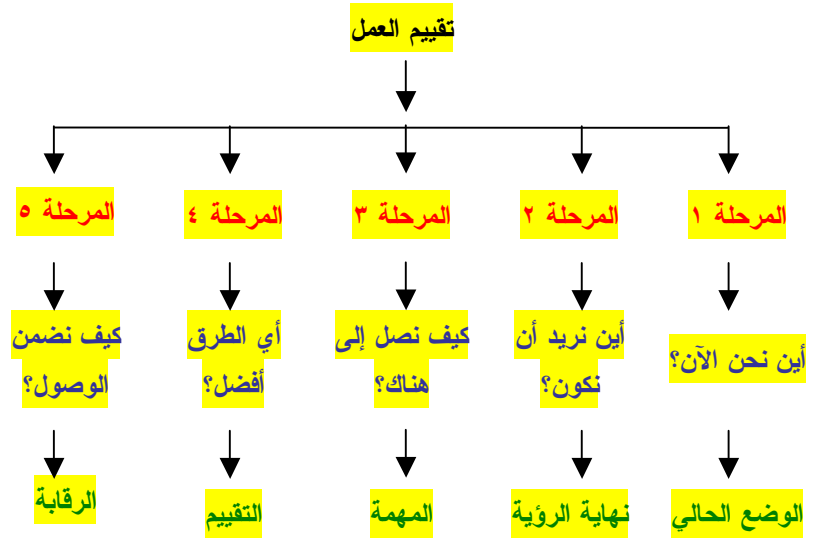 تقييم العمل
المرحلة ١
المرحلة ٢
المرحلة ٣
المرحلة ٤
المرحلة ٥
أين نحن الآن؟
أين نريد أن
نكون؟
كيف نصل إلى
هناك؟
أي الطرق
أفضل؟
كيف نضمن
الوصول؟
الوضع الحالي
نهاية الرؤية
المهمة
التقييم
الرقابة